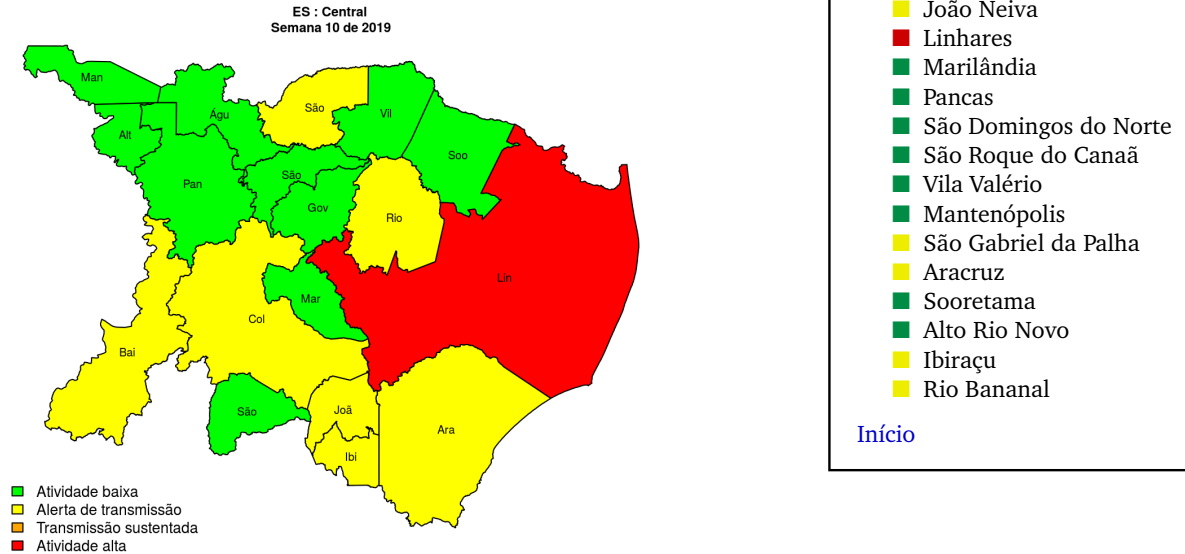 ES : Central
Semana 10 de 2019
Man
Águ
São
Vil
Alt
Soo
São
Pan
Gov
Rio
Lin
Mar
Col
Bai
São
Joã
Ara
Ibi
Atividade baixa
Alerta de transmissão
Transmissão sustentada
Atividade alta
João Neiva
Linhares
Marilândia
Pancas
São Domingos do Norte
São Roque do Canaã
Vila Valério
Mantenópolis
São Gabriel da Palha
Aracruz
Sooretama
Alto Rio Novo
Ibiraçu
Rio Bananal
Início